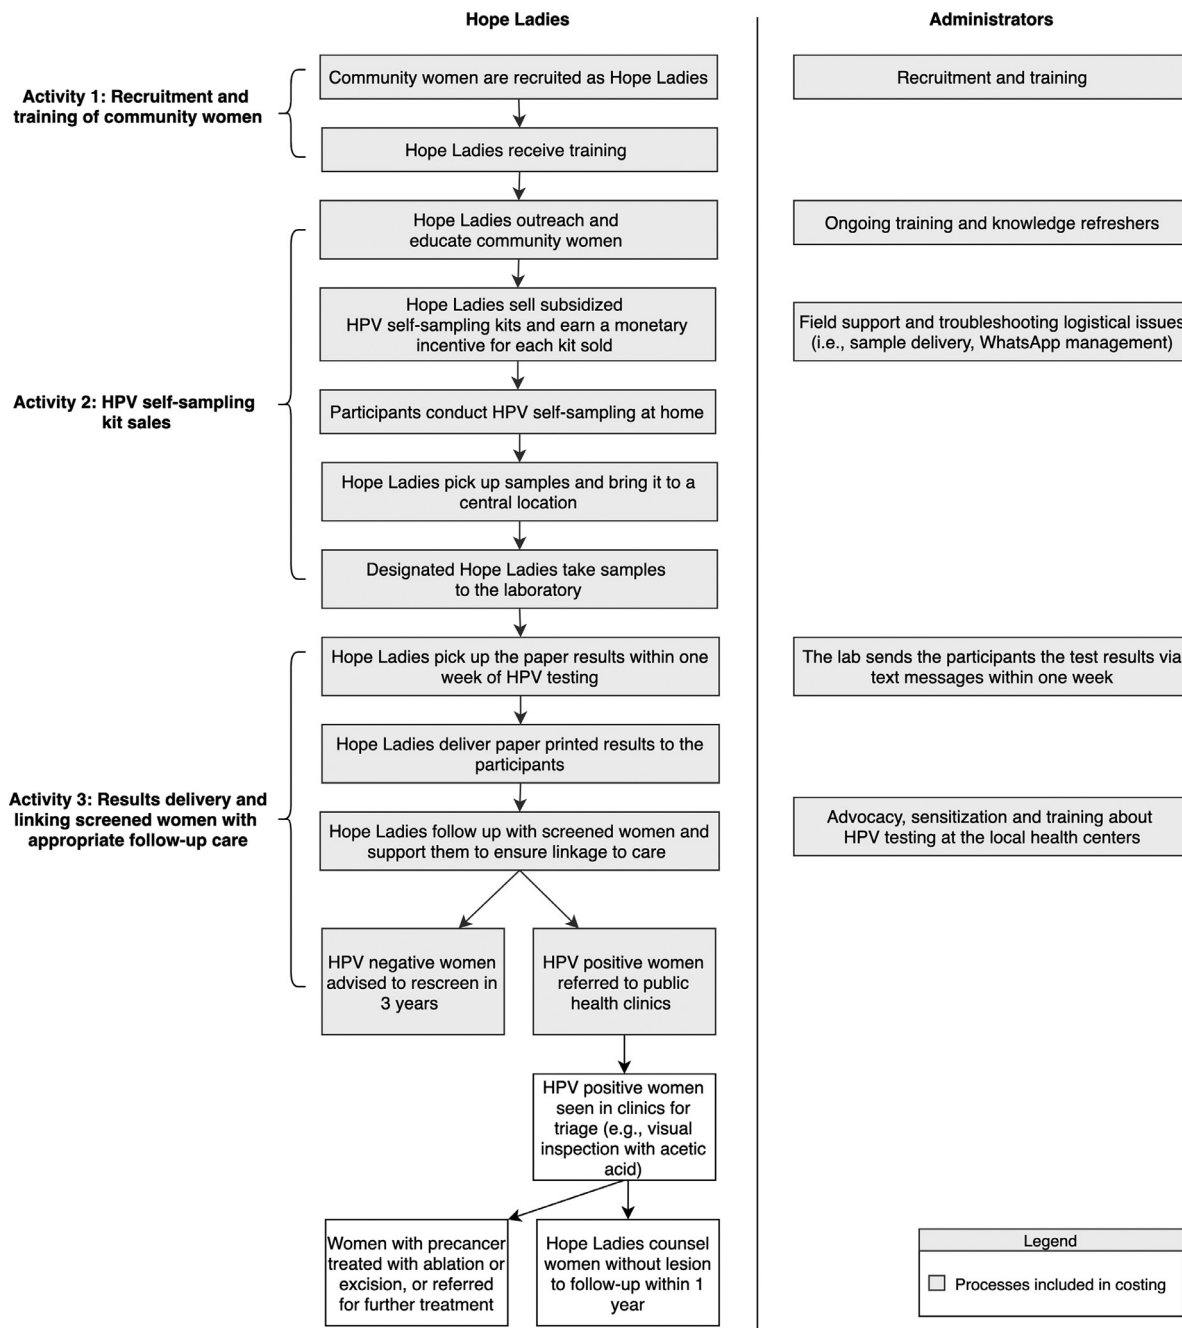 Hope Ladies
Administrators
Activity 1: Recruitment and
training of community women
Community women are recruited as Hope Ladies
Recruitment and training
Hope Ladies receive training
Hope Ladies outreach and
educate community women
Ongoing training and knowledge refreshers
Activity 2: HPV self-sampling
kit sales
Hope Ladies sell subsidized
HPV self-sampling kits and earn a monetary
incentive for each kit sold
Field support and troubleshooting logistical issues
(i.e., sample delivery, WhatsApp management)
Participants conduct HPV self-sampling at home
Hope Ladies pick up samples and bring it to a
central location
Designated Hope Ladies take samples
to the laboratory
Hope Ladies pick up the paper results within one
week of HPV testing
The lab sends the participants the test results via
text messages within one week
Activity 3: Results delivery and
linking screened women with
appropriate follow-up care
Hope Ladies deliver paper printed results to the
participants
Hope Ladies follow up with screened women and
support them to ensure linkage to care
Advocacy, sensitization and training about
HPV testing at the local health centers
HPV negative women
advised to rescreen in
3 years
HPV positive women
referred to public
health clinics
HPV positive women
seen in clinics for
triage (e.g., visual
inspection with acetic
acid)
Women with precancer
treated with ablation or
excision, or referred
for further treatment
Hope Ladies counsel
women without lesion
to follow-up within 1
year
Legend
Processes included in costing